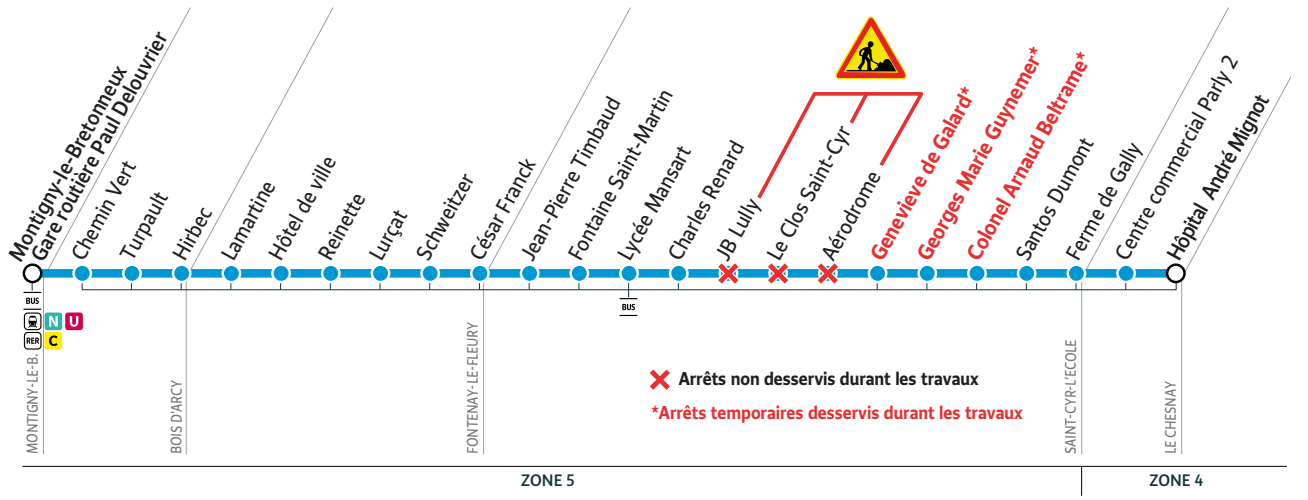 Montigny-le-Bretonneux
Gare routière Paul Delouvrier
Chemin Vert
Turpault
Hirbec
Lamartine
Hôtel de ville
Reinette
Lurçat
Schweitzer
César Franck
Jean-Pierre Timbaud
Fontaine Saint-Martin
Lycée Mansart
Charles Renard
JB Lully
Le Clos Saint-Cyr
Aérodrome
Genevieve de Galard*
Georges Marie Guynemer*
Colonel Arnaud Beltrame*
Santos Dumont
Ferme de Gally
Centre commercial Parly 2
Hôpital André Mignot
BUS
N U
RER C
BUS
MONTIGNY-LE-B.
BOIS D'ARCY
FONTENAY-LE-FLEURY
SAINT-CYR-L'ECOLE
LE CHESNAY
Arrêts non desservis durant les travaux
*Arrêts temporaires desservis durant les travaux
ZONE 5
ZONE 4